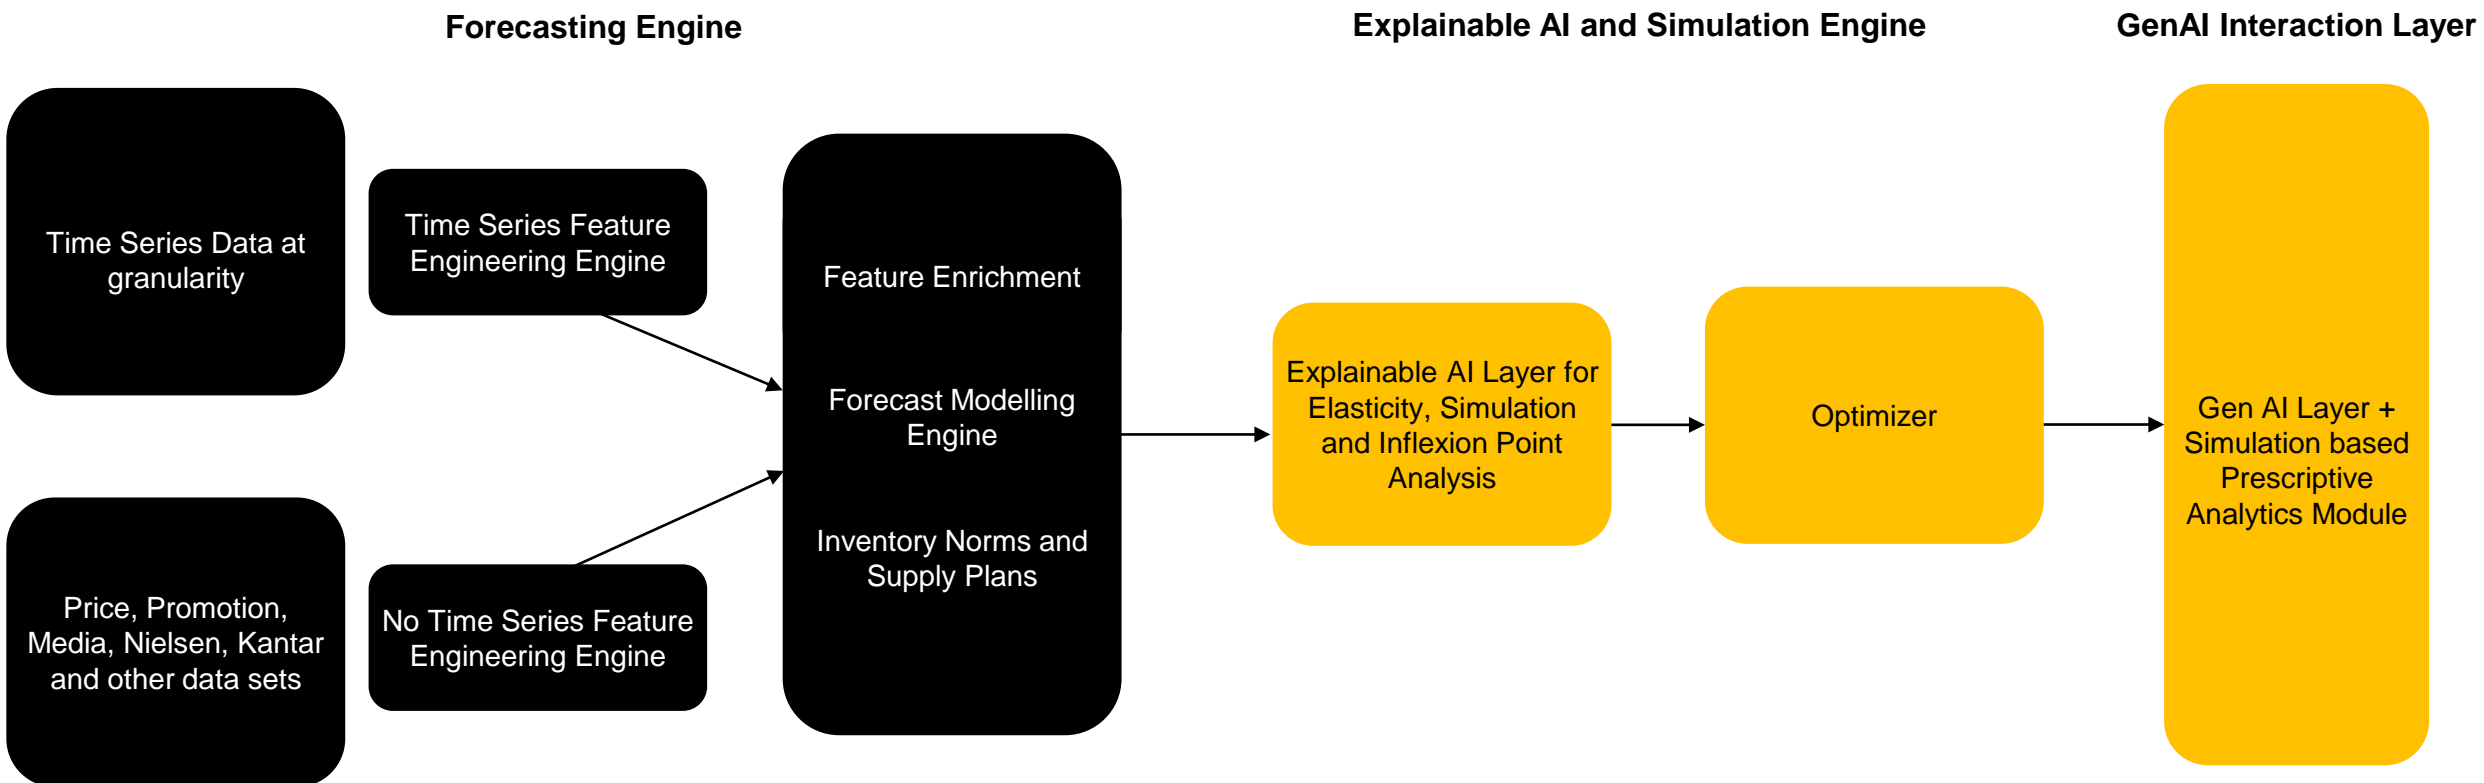 Forecasting Engine
Explainable AI and Simulation Engine
GenAI Interaction Layer
Time Series Data at
granularity
Price, Promotion,
Media, Nielsen, Kantar
and other data sets
Time Series Feature
Engineering Engine
No Time Series Feature
Engineering Engine
Feature Enrichment
Forecast Modelling
Engine
Inventory Norms and
Supply Plans
Explainable AI Layer for
Elasticity, Simulation
and Inflexion Point
Analysis
Optimizer
Gen AI Layer +
Simulation based
Prescriptive
Analytics Module